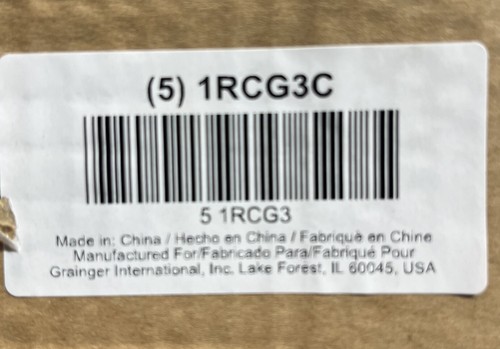 (5) 1RCG3C
5 1RCG3
Made in: China / Hecho en China / Fabriqué en Chine
Manufactured For/Fabricado Para/Fabriqué Pour
Grainger International, Inc. Lake Forest, IL 60045, USA